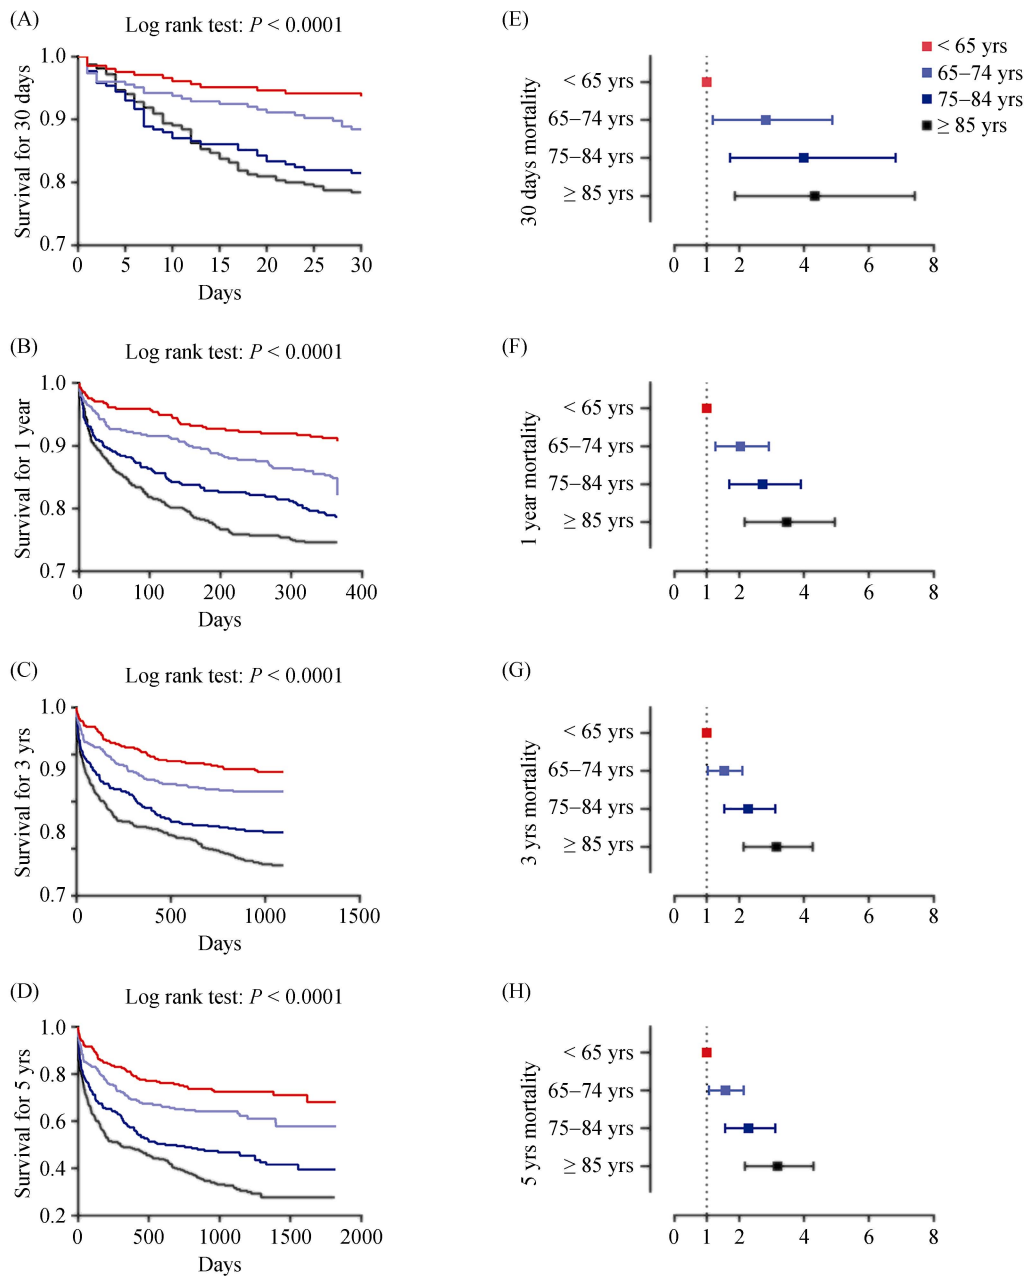 (A)
Log rank test: P < 0.0001
Survival for 30 days
1.0
0.9
0.8
0.7
0 5 10 15 20 25 30
Days
(E)
< 65 yrs
65–74 yrs
75–84 yrs
≥ 85 yrs
30 days mortality
< 65 yrs
65–74 yrs
75–84 yrs
≥ 85 yrs
0 1 2 4 6 8
(B)
Log rank test: P < 0.0001
Survival for 1 year
1.0
0.9
0.8
0.7
0 100 200 300 400
Days
(F)
1 year mortality
< 65 yrs
65–74 yrs
75–84 yrs
≥ 85 yrs
0 1 2 4 6 8
(C)
Log rank test: P < 0.0001
Survival for 3 yrs
1.0
0.9
0.8
0.7
0 500 1000 1500
Days
(G)
3 yrs mortality
< 65 yrs
65–74 yrs
75–84 yrs
≥ 85 yrs
0 1 2 4 6 8
(D)
Log rank test: P < 0.0001
Survival for 5 yrs
1.0
0.8
0.6
0.4
0.2
0 500 1000 1500 2000
Days
(H)
5 yrs mortality
< 65 yrs
65–74 yrs
75–84 yrs
≥ 85 yrs
0 1 2 4 6 8